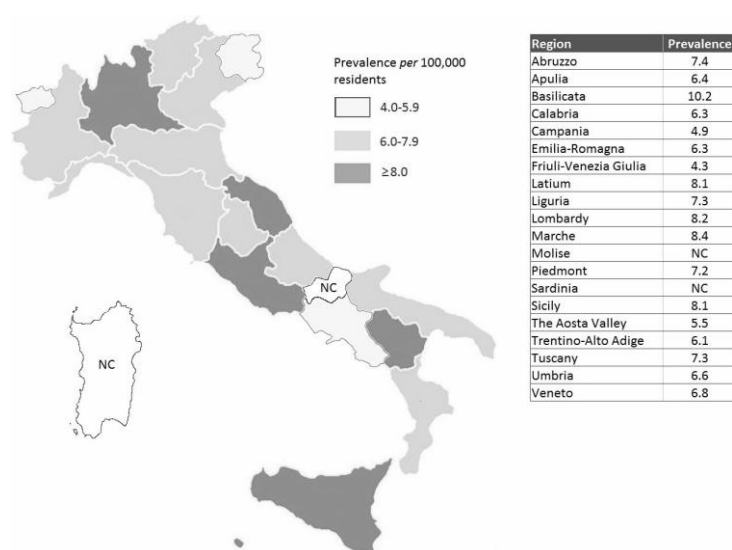 Prevalence per 100,000
residents
4.0-5.9
6.0-7.9
≥8.0
NC
NC
Region Prevalence
Abruzzo 7.4
Apulia 6.4
Basilicata 10.2
Calabria 6.3
Campania 4.9
Emilia-Romagna 6.3
Friuli-Venezia Giulia 4.3
Latium 8.1
Liguria 7.3
Lombardy 8.2
Marche 8.4
Molise NC
Piedmont 7.2
Sardinia NC
Sicily 8.1
The Aosta Valley 5.5
Trentino-Alto Adige 6.1
Tuscany 7.3
Umbria 6.6
Veneto 6.8